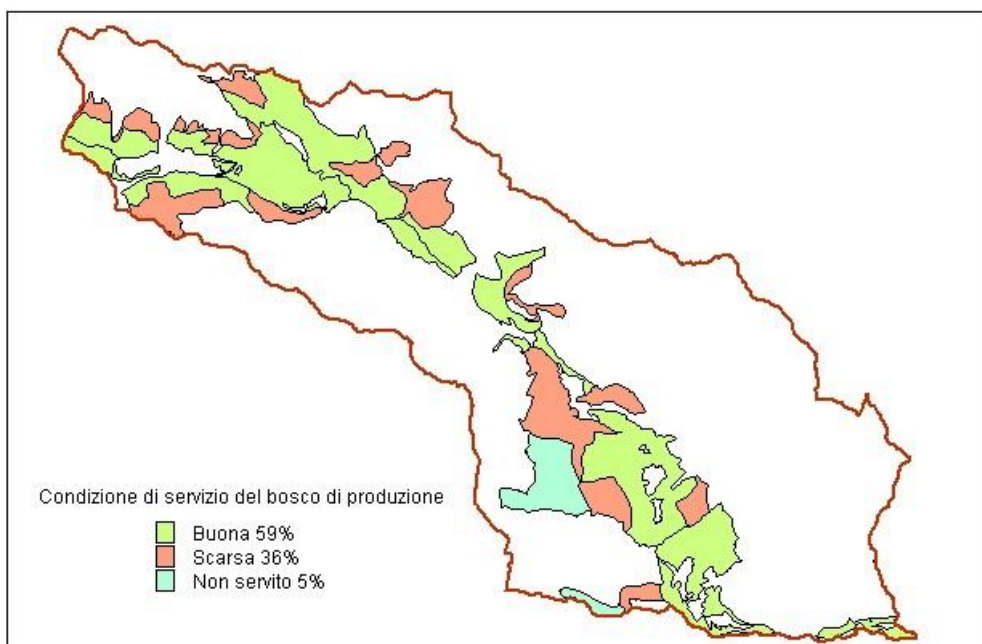 Condizione di servizio del bosco di produzione
Buona 59%
Scarsa 36%
Non servito 5%